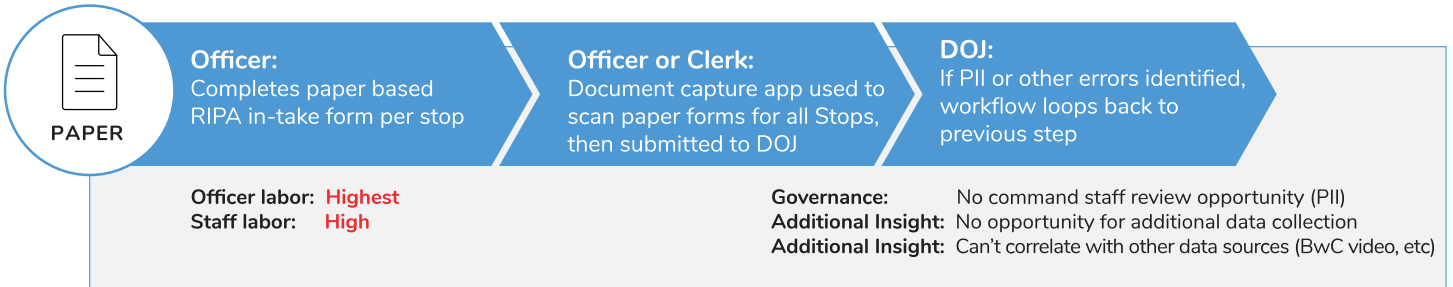 PAPER
Officer:
Completes paper based
RIPA in-take form per stop
Officer or Clerk:
Document capture app used to
scan paper forms for all Stops,
then submitted to DOJ
DOJ:
If PII or other errors identified,
workflow loops back to
previous step
Officer labor: Highest
Staff labor: High
Governance: No command staff review opportunity (PII)
Additional Insight: No opportunity for additional data collection
Additional Insight: Can't correlate with other data sources (BwC video, etc)